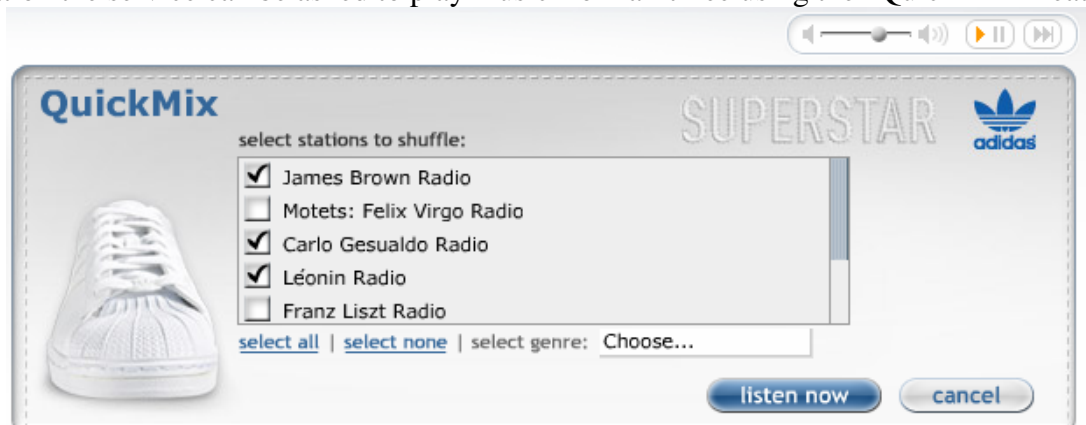 QuickMix
SUPERSTAR
adidas
select stations to shuffle:
James Brown Radio
Motets: Felix Virgo Radio
Carlo Gesualdo Radio
Léonin Radio
Franz Liszt Radio
select all | select none | select genre: Choose...
listen now cancel